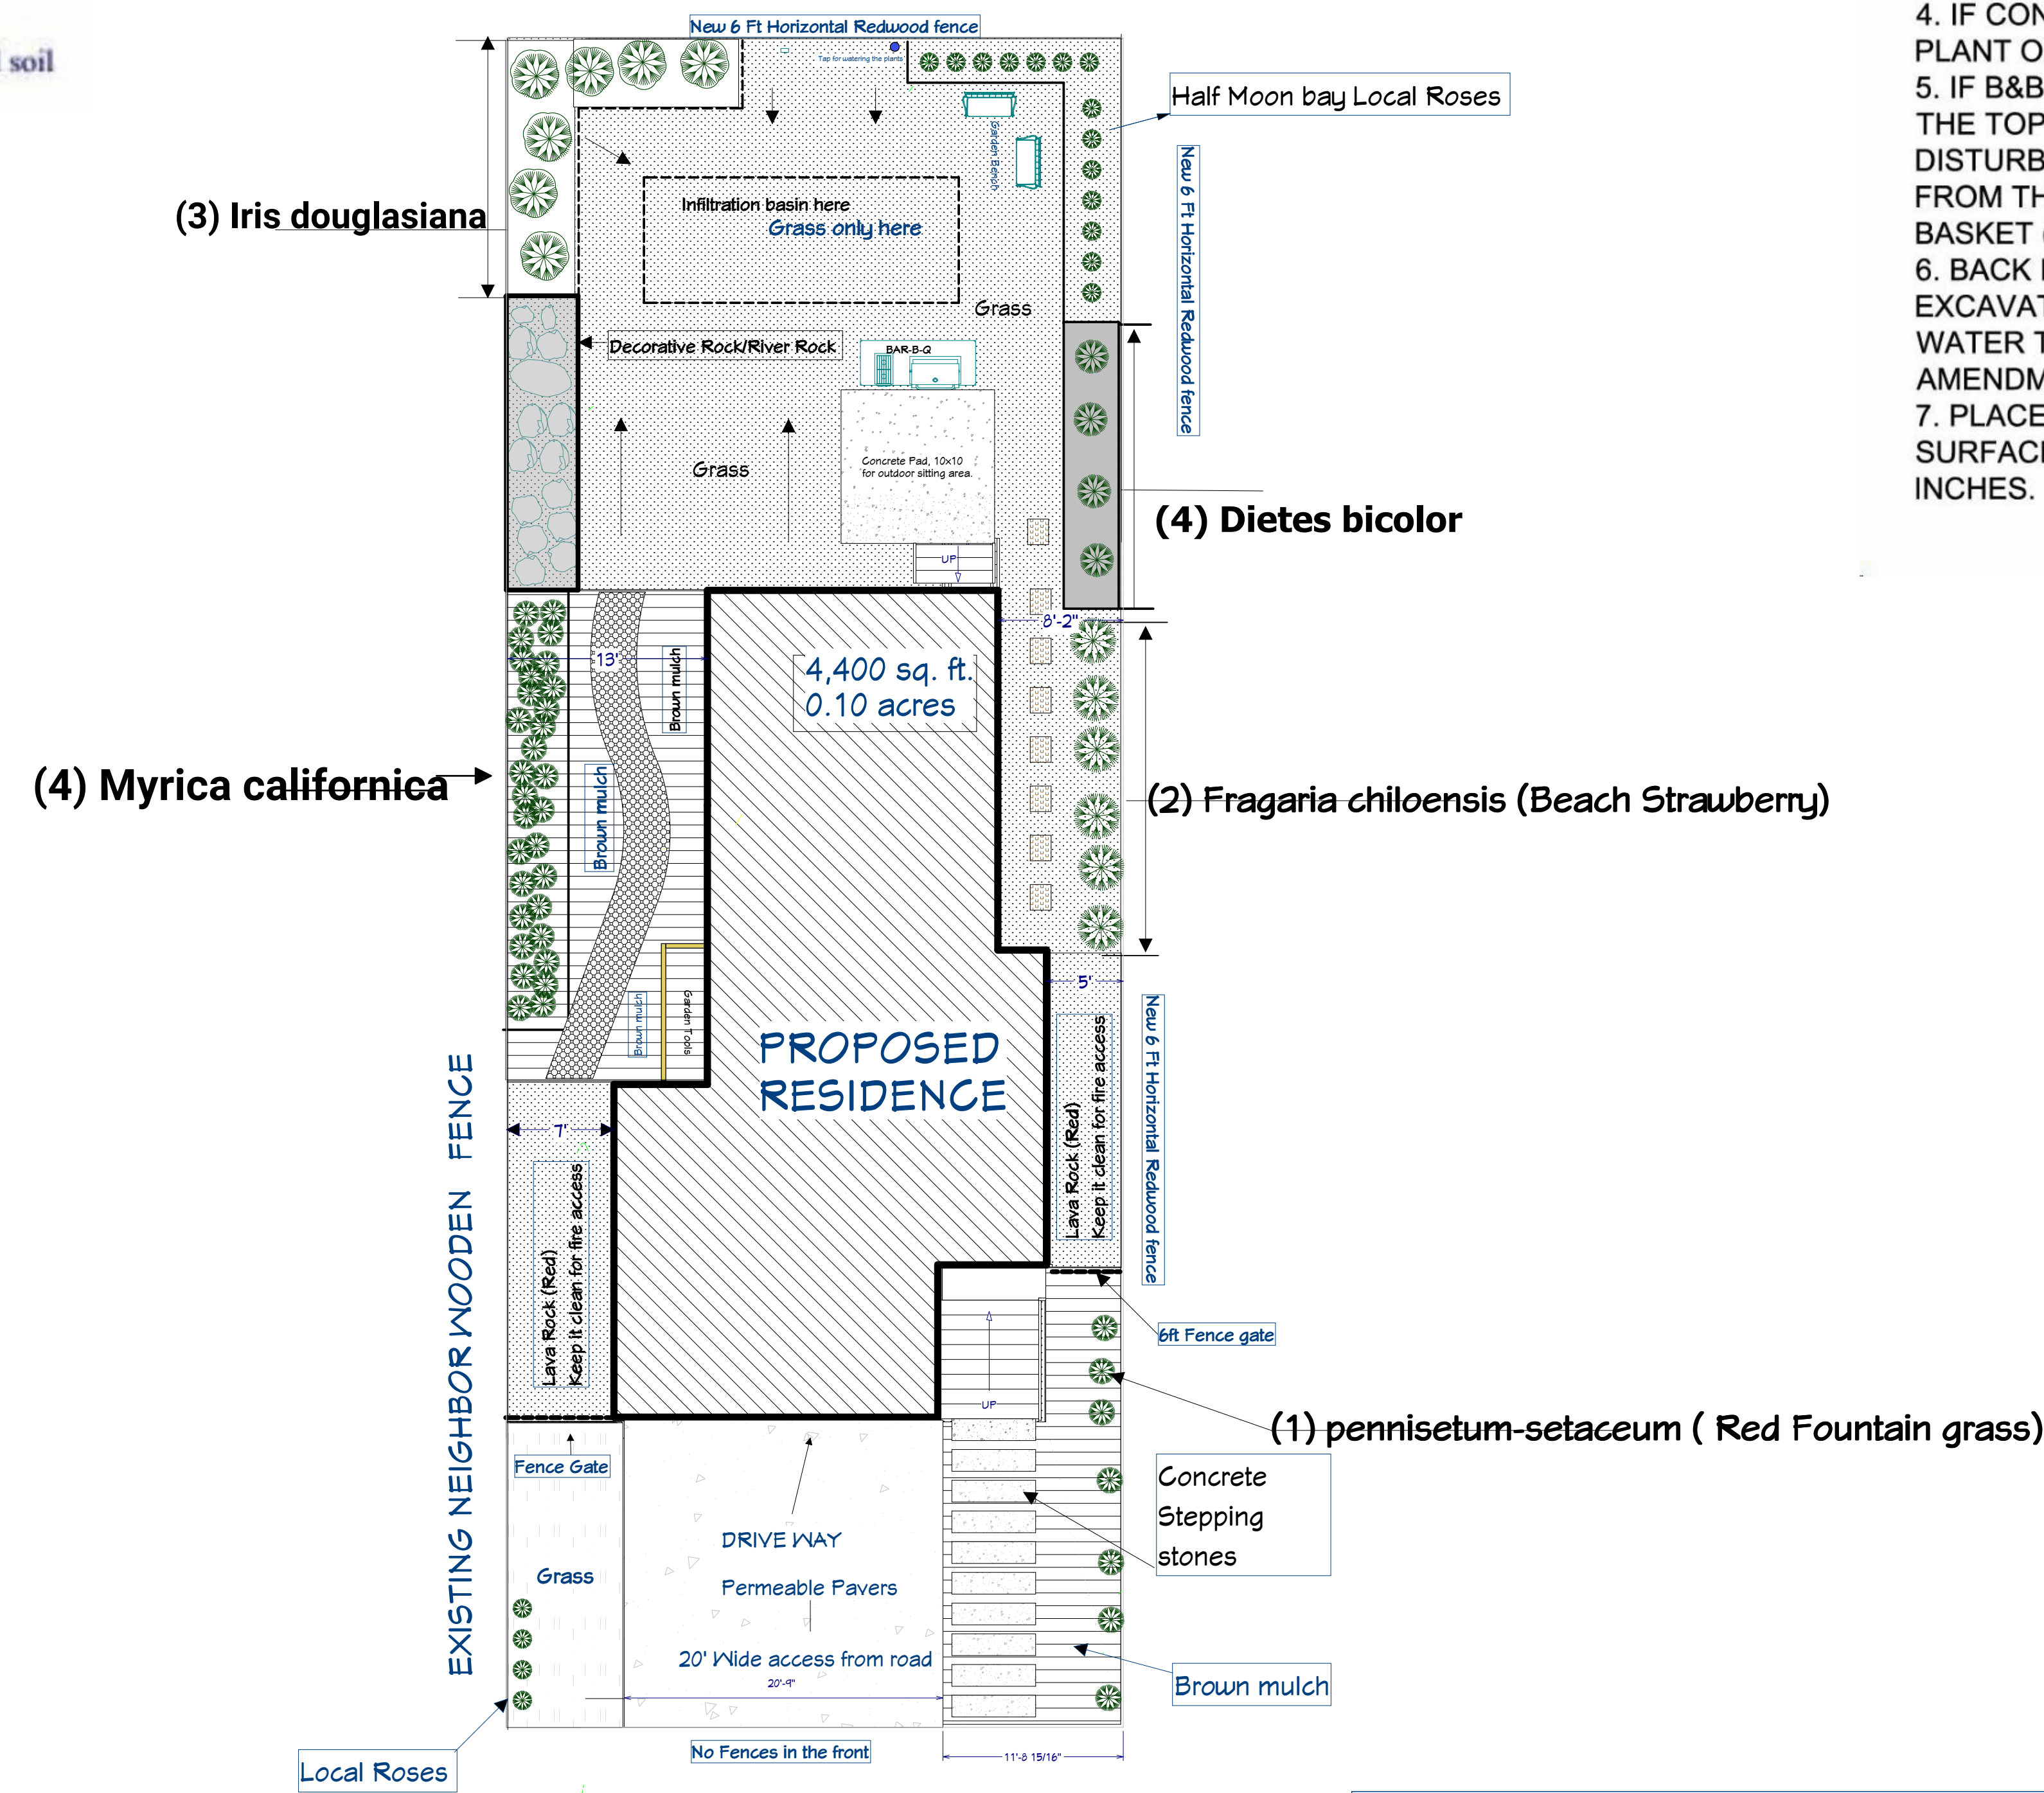 soil
New 6 Ft Horizontal Redwood fence
Tap for watering the plants
Half Moon bay Local Roses
Garden Bench
New 6 Ft Horizontal Redwood fence
(3) Iris douglasiana
Infiltration basin here
Grass only here
Grass
Decorative Rock/River Rock
BAR-B-Q
Grass
Concrete Pad, 10x10
for outdoor sitting area.
(4) Dietes bicolor
UP
8'-2"
13'
Brown mulch
4,400 sq. ft.
0.10 acres
(4) Myrica californica
Brown mulch
(2) Fragaria chiloensis (Beach Strawberry)
5'
Brown mulch
Garden Tools
PROPOSED
RESIDENCE
New 6 Ft Horizontal Redwood fence
Lava Rock (Red)
Keep it clean for fire access
EXISTING NEIGHBOR WOODEN FENCE
7'
Lava Rock (Red)
Keep it clean for fire access
6ft Fence gate
UP
(1) pennisetum-setaceum ( Red Fountain grass)
Fence Gate
Concrete
Stepping
stones
DRIVE WAY
Grass
Permeable Pavers
20' Wide access from road
20'-9"
Brown mulch
No Fences in the front
11'-8 15/16"
Local Roses
4. IF CON
PLANT O
5. IF B&B
THE TOP
DISTURB
FROM TH
BASKET
6. BACK
EXCAVAT
WATER T
AMENDM
7. PLACE
SURFAC
INCHES.